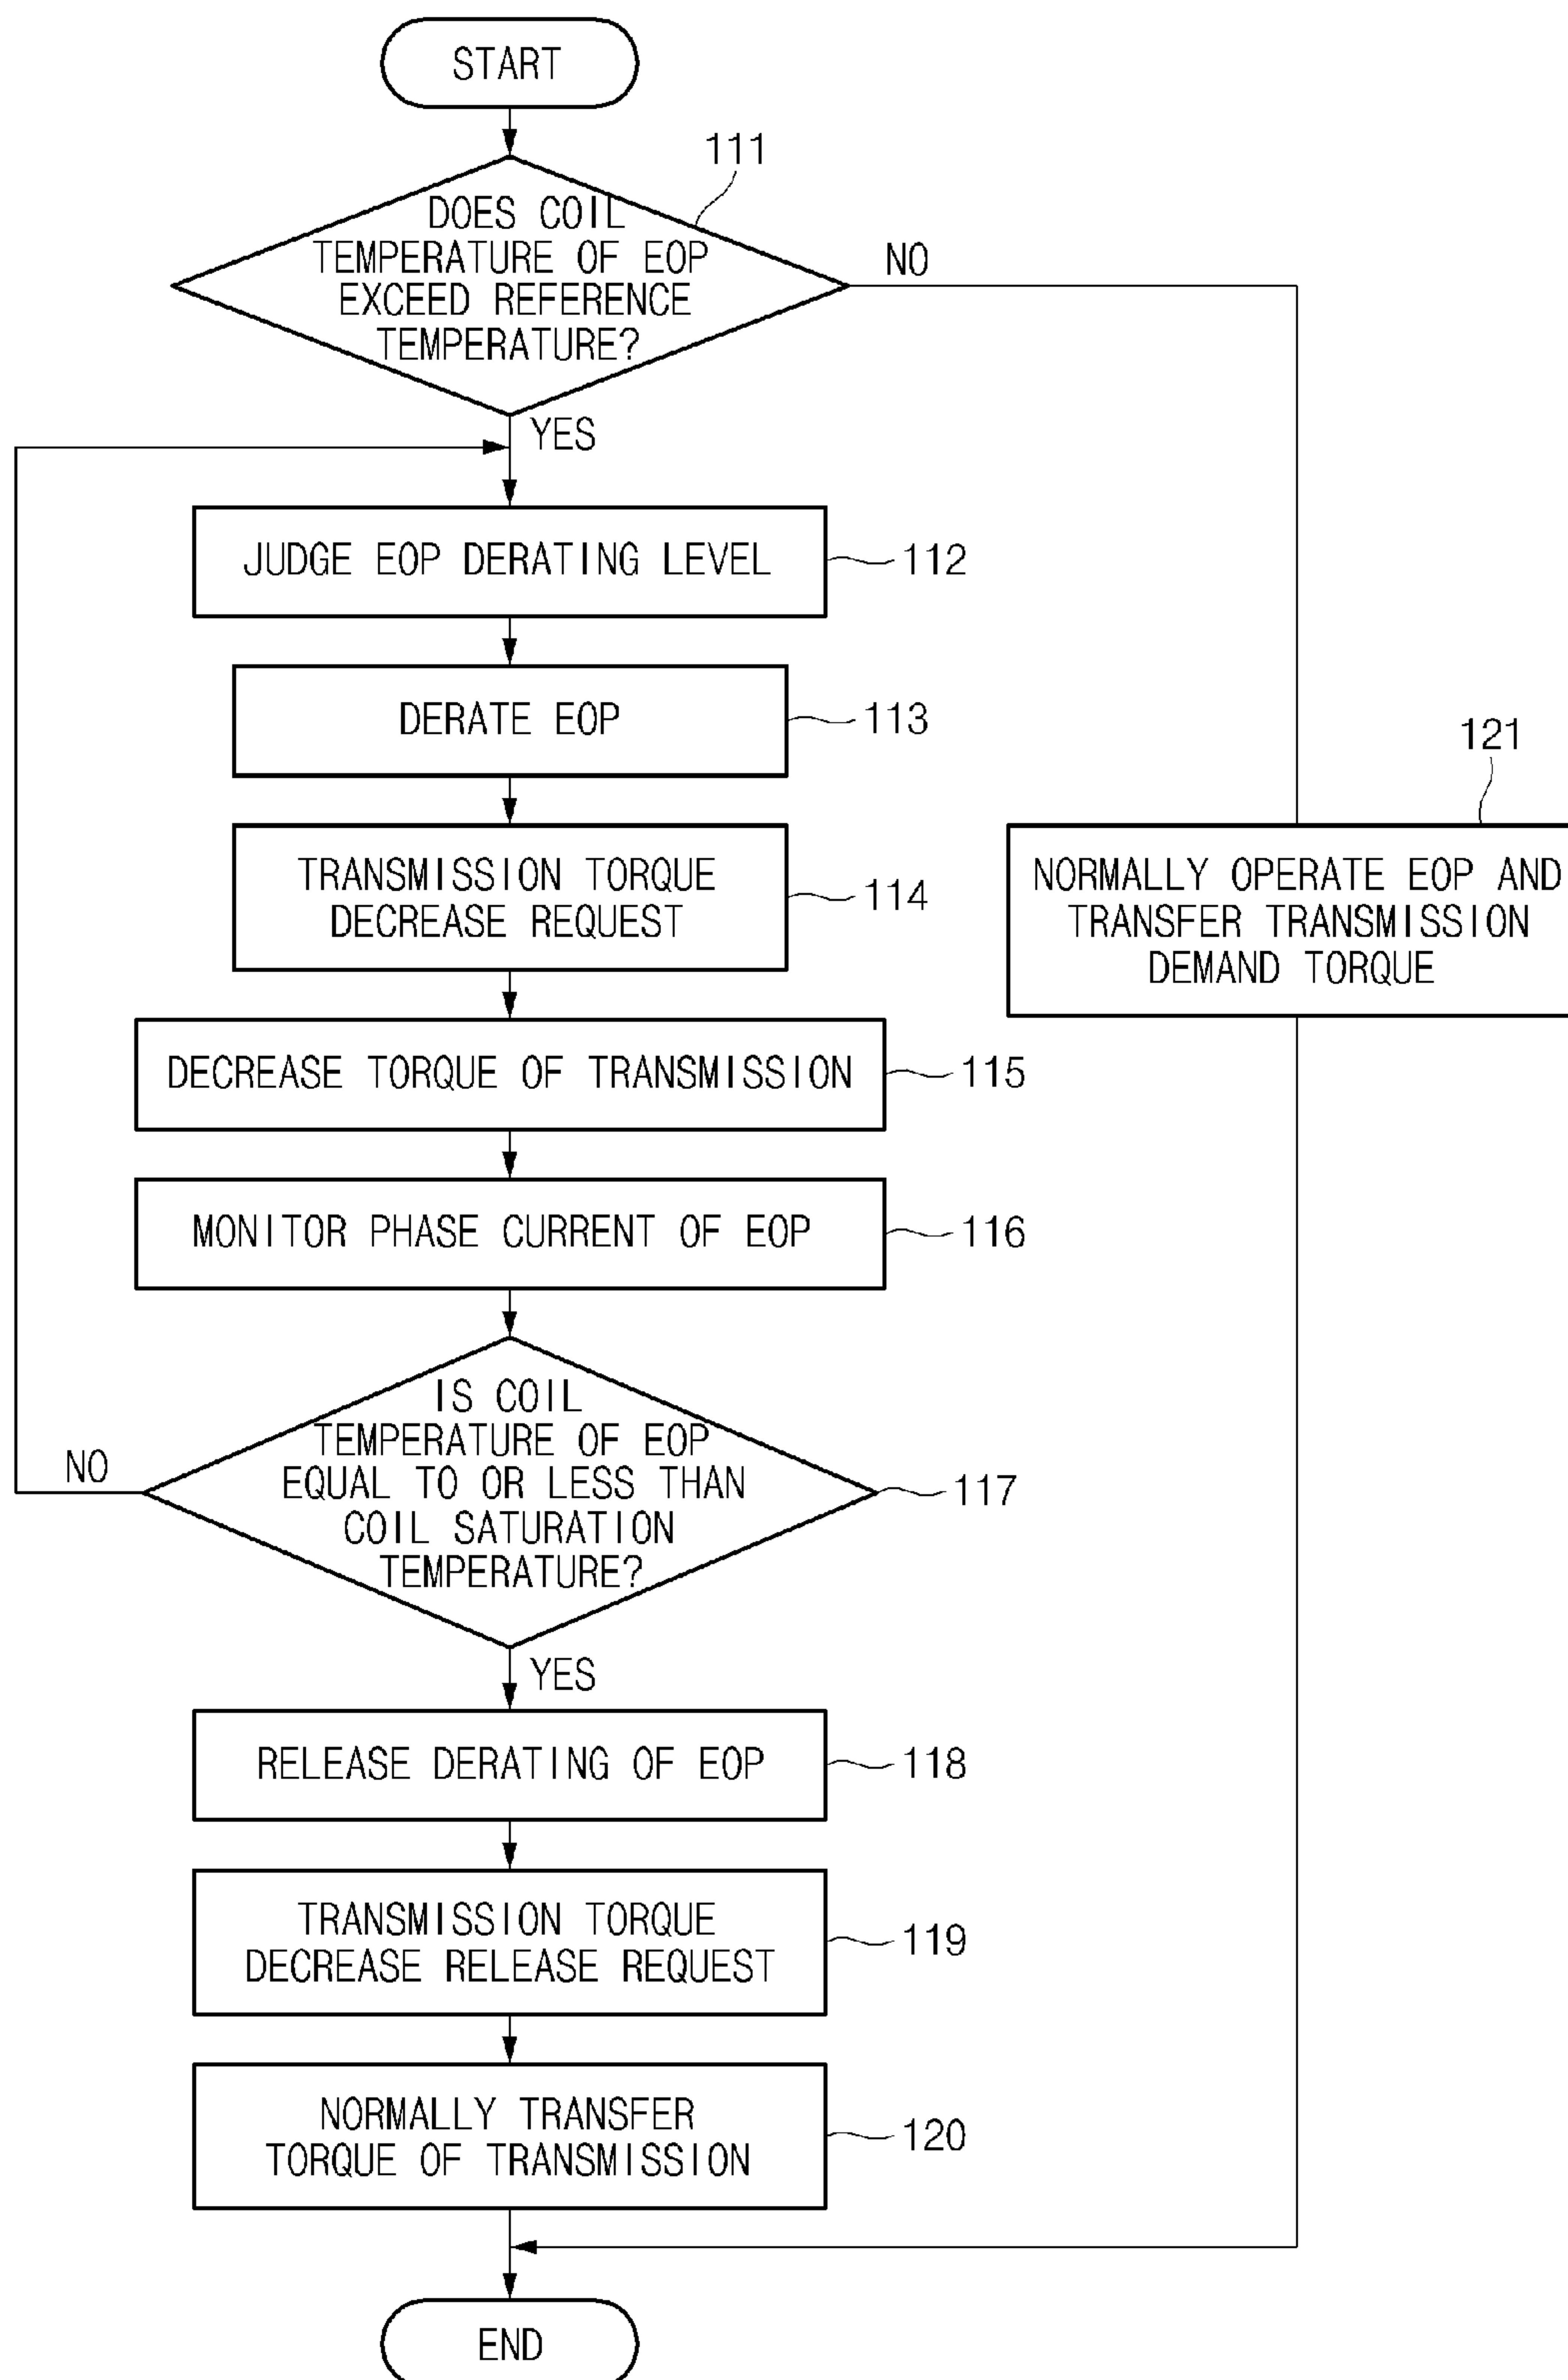 START
111
DOES COIL
TEMPERATURE OF EOP
EXCEED REFERENCE
TEMPERATURE?
NO
YES
JUDGE EOP DERATING LEVEL
112
DERATE EOP
113
TRANSMISSION TORQUE
DECREASE REQUEST
114
121
NORMALLY OPERATE EOP AND
TRANSFER TRANSMISSION
DEMAND TORQUE
DECREASE TORQUE OF TRANSMISSION
115
MONITOR PHASE CURRENT OF EOP
116
IS COIL
TEMPERATURE OF EOP
EQUAL TO OR LESS THAN
COIL SATURATION
TEMPERATURE?
NO
117
YES
RELEASE DERATING OF EOP
118
TRANSMISSION TORQUE
DECREASE RELEASE REQUEST
119
NORMALLY TRANSFER
TORQUE OF TRANSMISSION
120
END